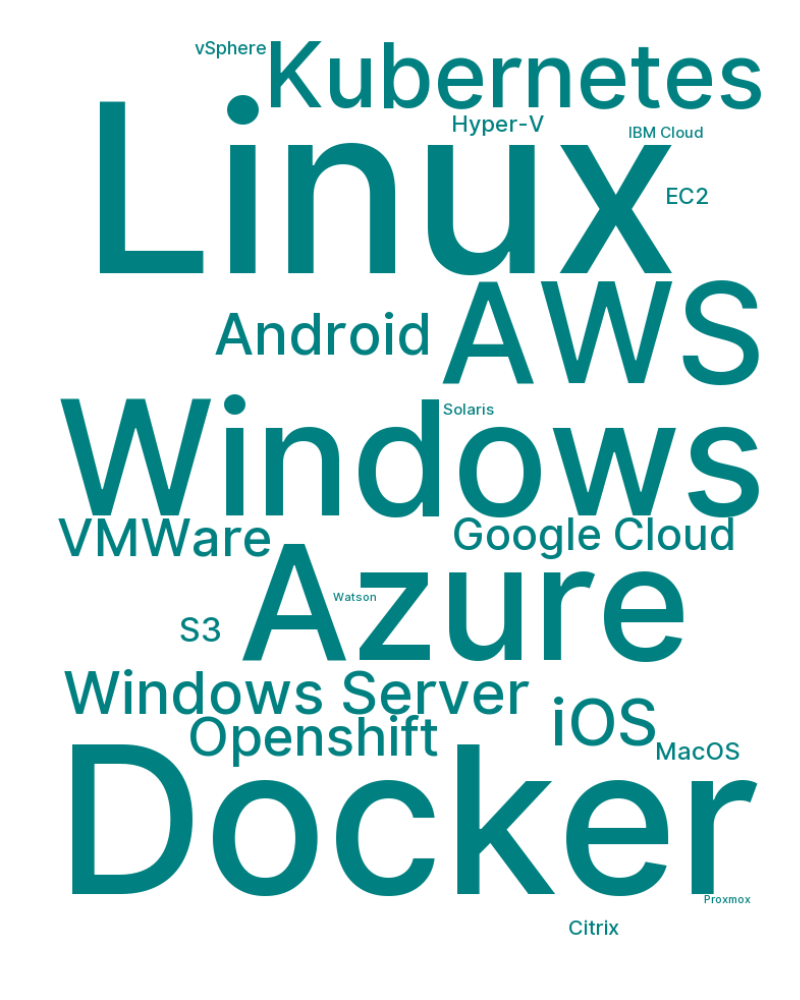 vSphere
Kubernetes
Hyper-V
IBM Cloud
Linux
EC2
Android
AWS
Windows
Solaris
VMWare
Google Cloud
Azure
Watson
S3
Windows Server
iOS
Openshift
MacOS
Docker
Proxmox
Citrix